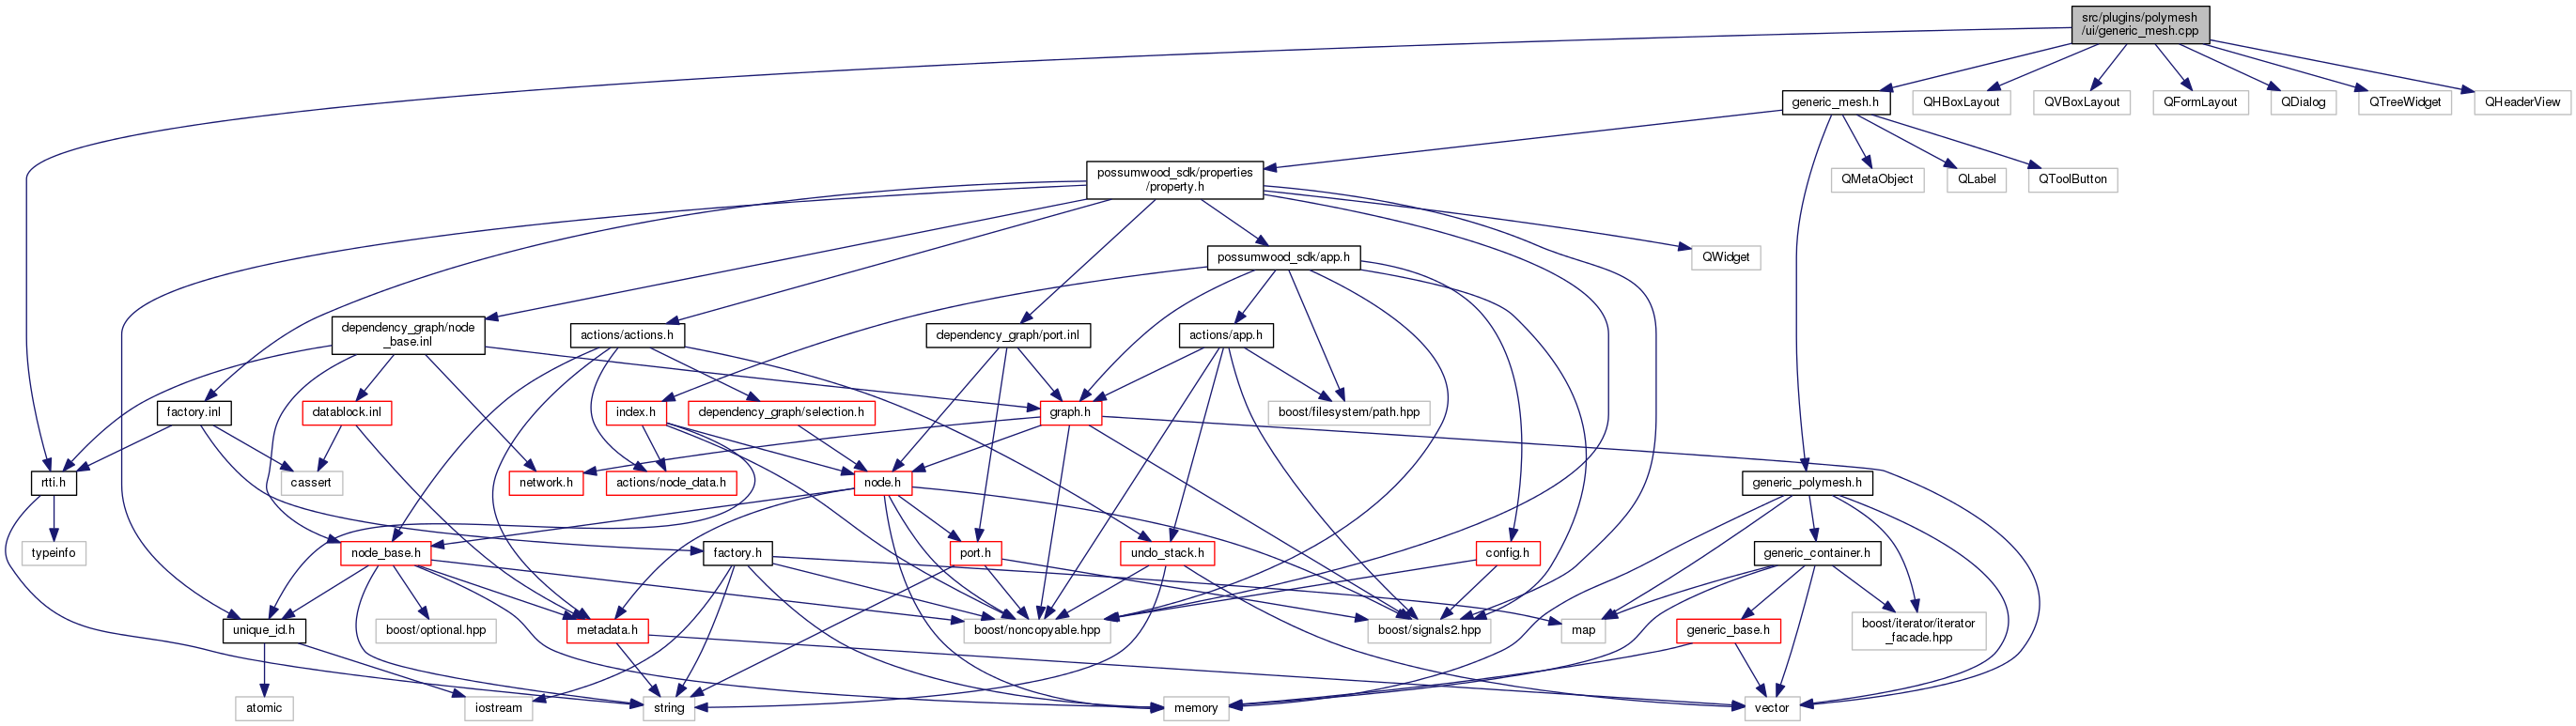 src/plugins/polymesh
/ui/generic_mesh.cpp
generic_mesh.h
QHBoxLayout
QVBoxLayout
QFormLayout
QDialog
QTreeWidget
QHeaderView
possumwood_sdk/properties
/property.h
QMetaObject
QLabel
QToolButton
possumwood_sdk/app.h
QWidget
dependency_graph/node
_base.inl
actions/actions.h
dependency_graph/port.inl
actions/app.h
factory.inl
datablock.inl
index.h
dependency_graph/selection.h
graph.h
boost/filesystem/path.hpp
rtti.h
cassert
network.h
actions/node_data.h
node.h
generic_polymesh.h
typeinfo
node_base.h
factory.h
port.h
undo_stack.h
config.h
generic_container.h
unique_id.h
boost/optional.hpp
metadata.h
boost/noncopyable.hpp
boost/signals2.hpp
map
generic_base.h
boost/iterator/iterator
_facade.hpp
atomic
iostream
string
memory
vector